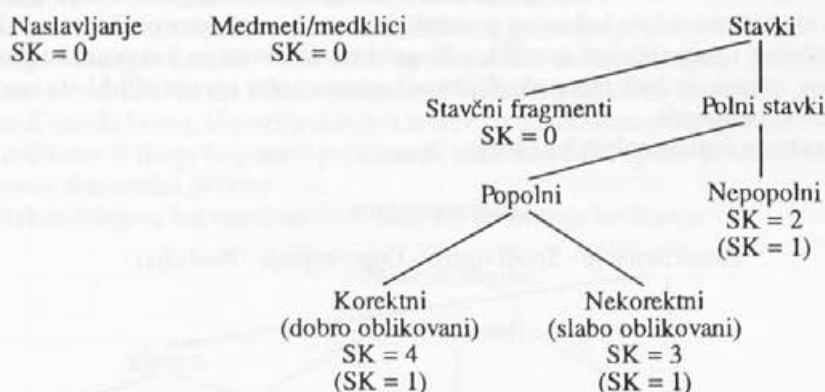 Naslavljanje Medmeti/medklici Stavki
SK = 0 SK = 0
Stavčni fragmenti Polni stavki
SK = 0
Popolni Nepopolni
SK = 2
(SK = 1)
Korektni Nekorektni
(dobro oblikovani) (slabo oblikovani)
SK = 4 SK = 3
(SK = 1) (SK = 1)